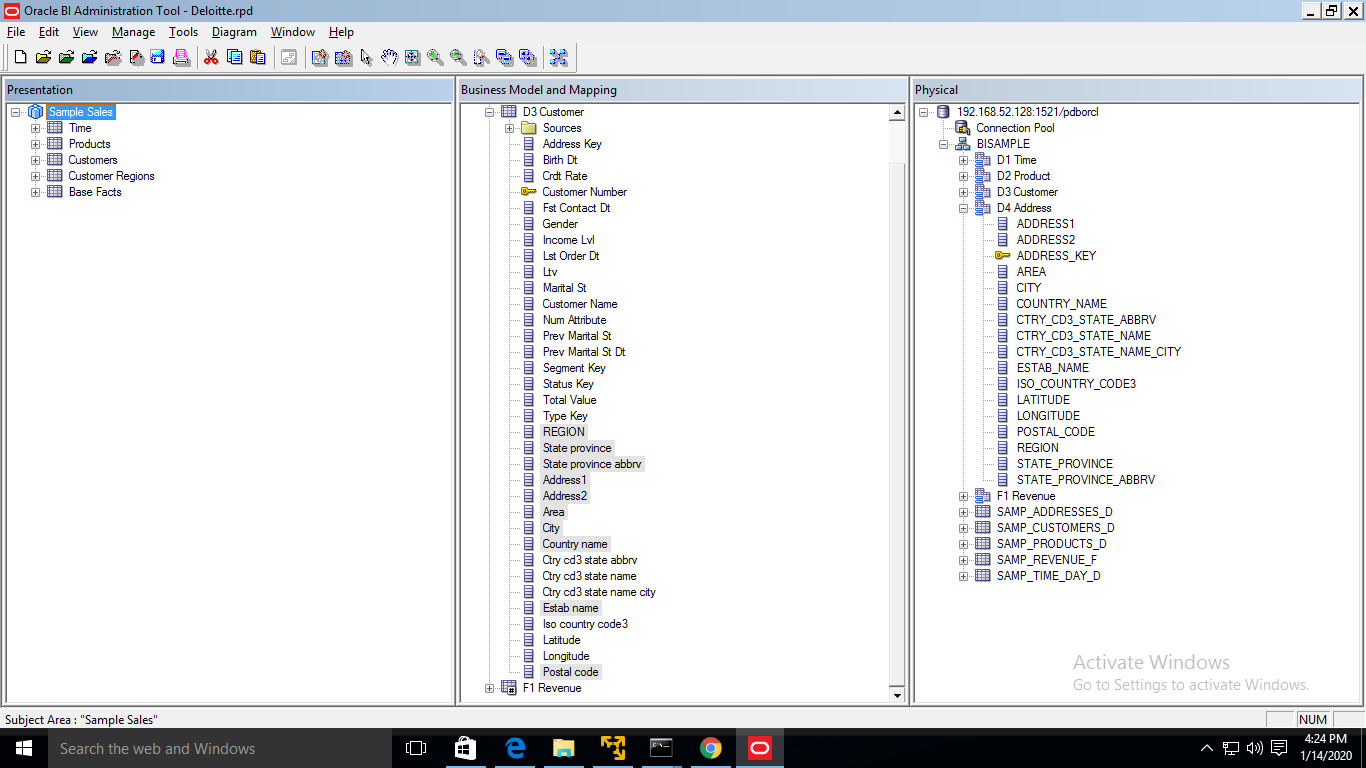 Oracle BI Administration Tool - Deloitte.rpd
File Edit View Manage Tools Diagram Window Help
Presentation
Sample Sales
Time
Products
Customers
Customer Regions
Base Facts
Business Model and Mapping
D3 Customer
Sources
Address Key
Birth Dt
Crdt Rate
Customer Number
Fst Contact Dt
Gender
Income Lvl
Lst Order Dt
Ltv
Marital St
Customer Name
Num Attribute
Prev Marital St
Prev Marital St Dt
Segment Key
Status Key
Total Value
Type Key
REGION
State province
State province abbrv
Address1
Address2
Area
City
Country name
Ctry cd3 state abbrv
Ctry cd3 state name
Ctry cd3 state name city
Estab name
Iso country code3
Latitude
Longitude
Postal code
F1 Revenue
Physical
192.168.52.128:1521/pdborcl
Connection Pool
BISAMPLE
D1 Time
D2 Product
D3 Customer
D4 Address
ADDRESS1
ADDRESS2
ADDRESS_KEY
AREA
CITY
COUNTRY_NAME
CTRY_CD3_STATE_ABBRV
CTRY_CD3_STATE_NAME
CTRY_CD3_STATE_NAME_CITY
ESTAB_NAME
ISO_COUNTRY_CODE3
LATITUDE
LONGITUDE
POSTAL_CODE
REGION
STATE_PROVINCE
STATE_PROVINCE_ABBRV
F1 Revenue
SAMP_ADDRESSES_D
SAMP_CUSTOMERS_D
SAMP_PRODUCTS_D
SAMP_REVENUE_F
SAMP_TIME_DAY_D
Activate Windows
Go to Settings to activate Windows.
Subject Area : "Sample Sales"
NUM
Search the web and Windows
4:24 PM
1/14/2020